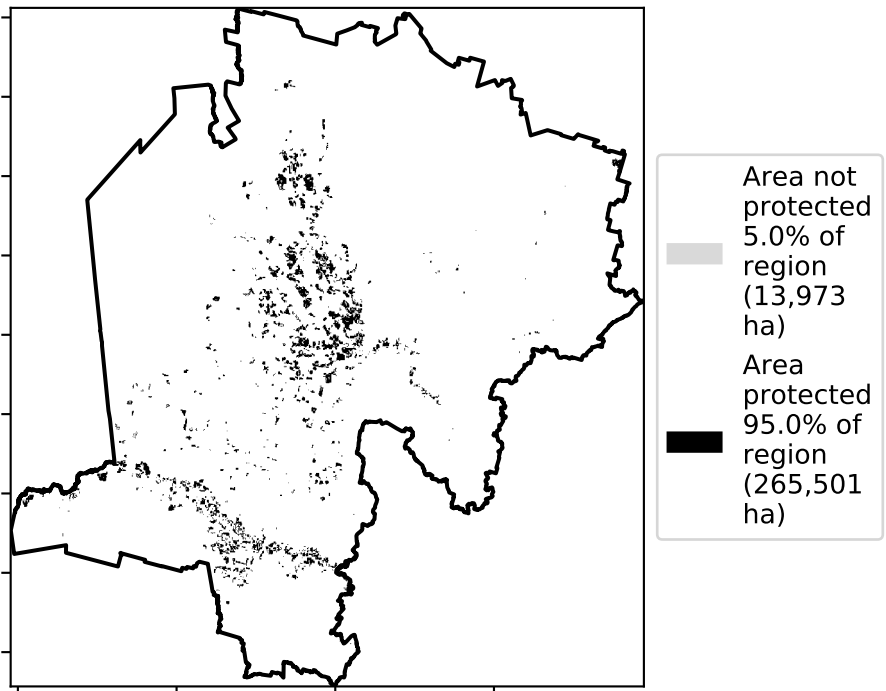 Area not
protected
5.0% of
region
(13,973
ha)
Area
protected
95.0% of
region
(265,501
ha)